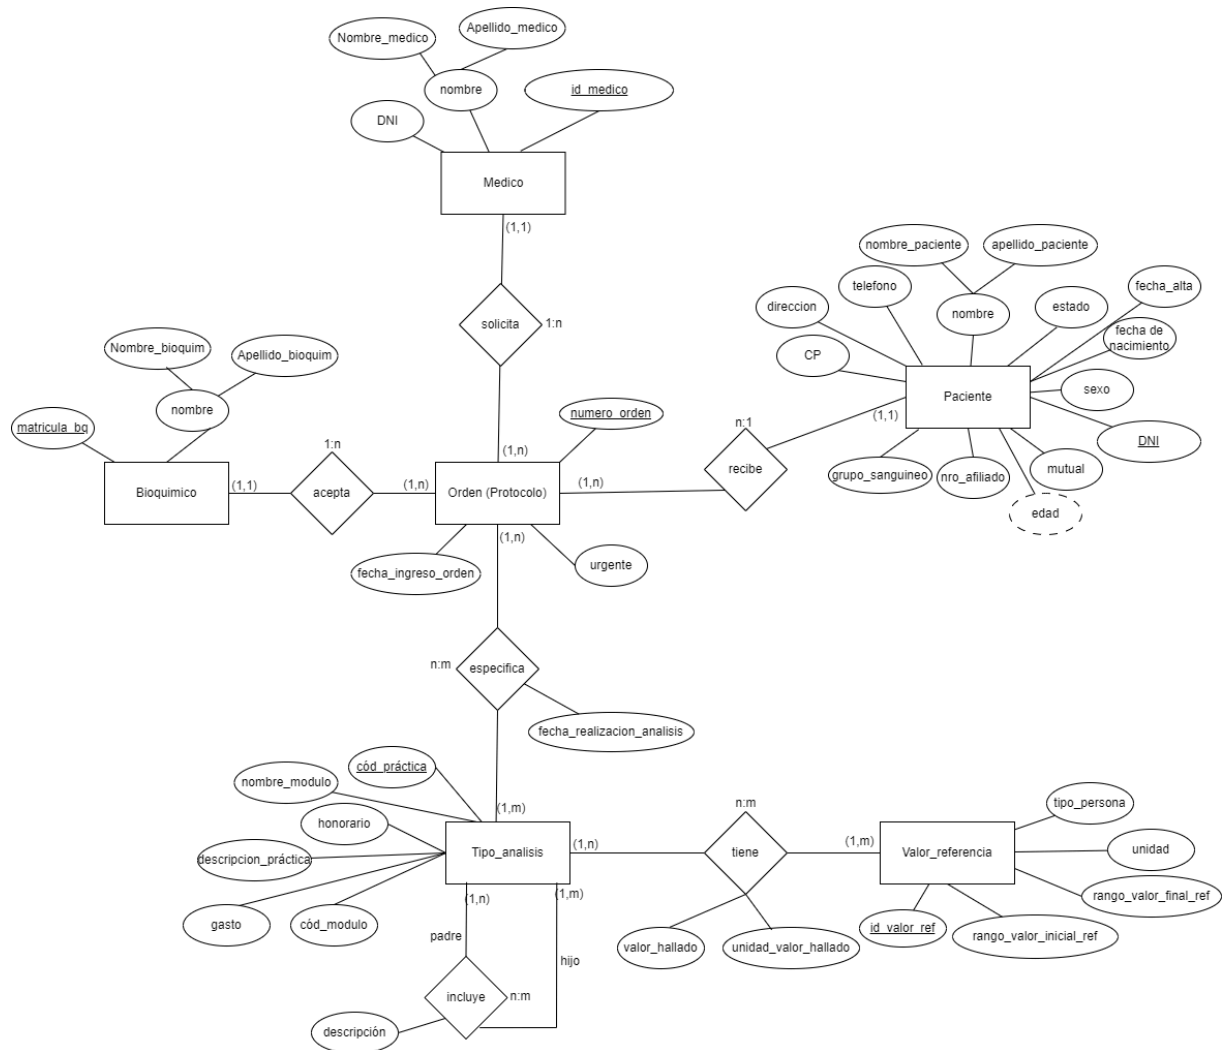 Apellido_medico
Nombre_medico
nombre
id_medico
DNI
Medico
(1,1)
solicita
1:n
(1,n)
nombre_paciente
apellido_paciente
telefono
fecha_alta
direccion
nombre
estado
fecha de
nacimiento
CP
Paciente
sexo
(1,1)
DNI
n:1
recibe
grupo_sanguineo
nro_afiliado
mutual
edad
Nombre_bioquim
Apellido_bioquim
nombre
matricula_bq
Bioquimico
(1,1)
1:n
acepta
(1,n)
numero_orden
Orden (Protocolo)
(1,n)
(1,n)
fecha_ingreso_orden
urgente
n:m
especifica
fecha_realizacion_analisis
cód_práctica
nombre_modulo
honorario
descripcion_práctica
gasto
cód_modulo
(1,m)
Tipo_analisis
(1,n)
(1,n)
(1,m)
padre
hijo
incluye
n:m
descripción
n:m
tiene
(1,m)
valor_hallado
unidad_valor_hallado
Valor_referencia
tipo_persona
unidad
rango_valor_final_ref
id_valor_ref
rango_valor_inicial_ref